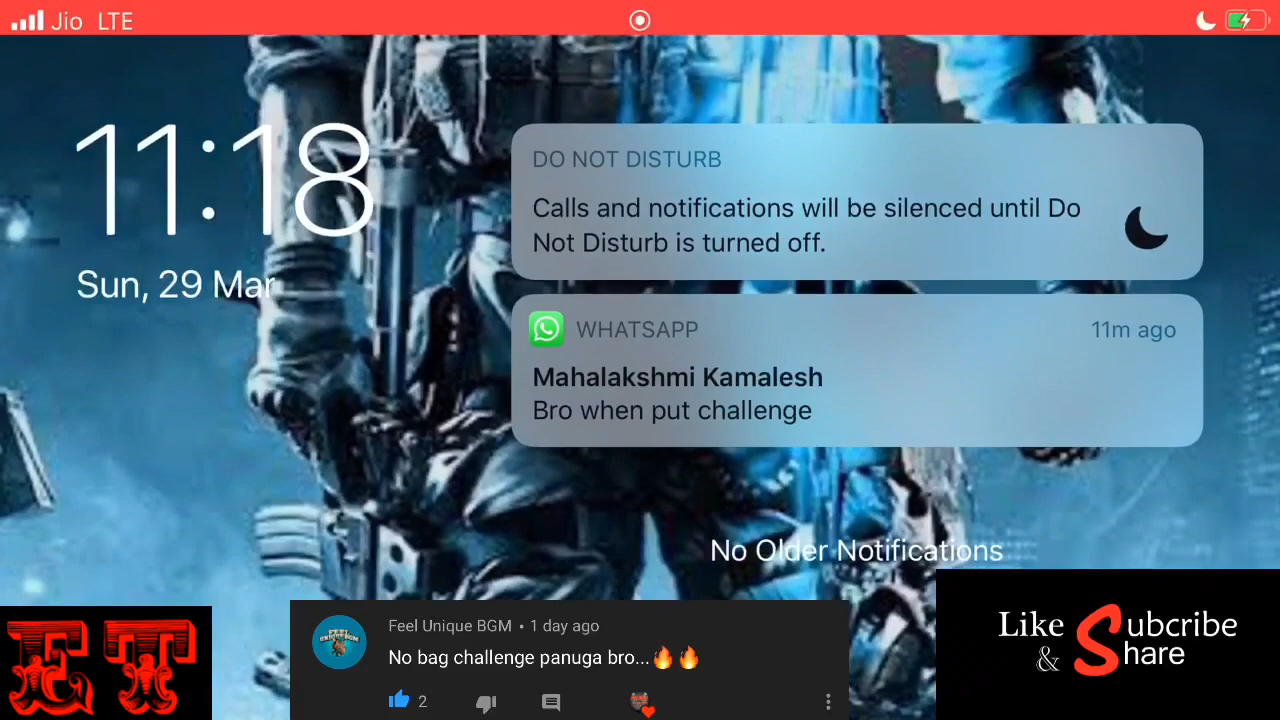 Jio LTE
11:18
Sun, 29 Mar
DO NOT DISTURB
Calls and notifications will be silenced until Do
Not Disturb is turned off.
WHATSAPP 11m ago
Mahalakshmi Kamalesh
Bro when put challenge
No Older Notifications
ET
Feel Unique BGM • 1 day ago
No bag challenge panuga bro...🔥🔥
2
Like Subcribe
& Share